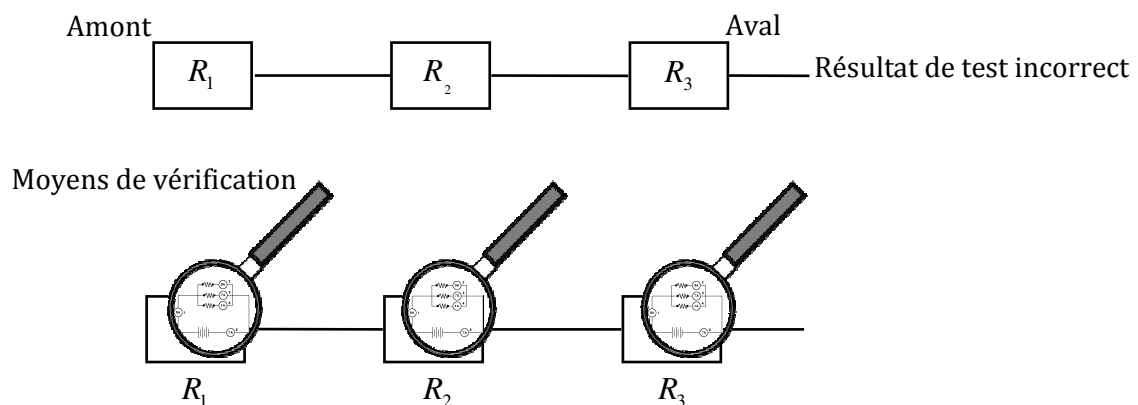 Amont
Aval
R₁
R₂
R₃
Résultat de test incorrect
Moyens de vérification
R₁
R₂
R₃